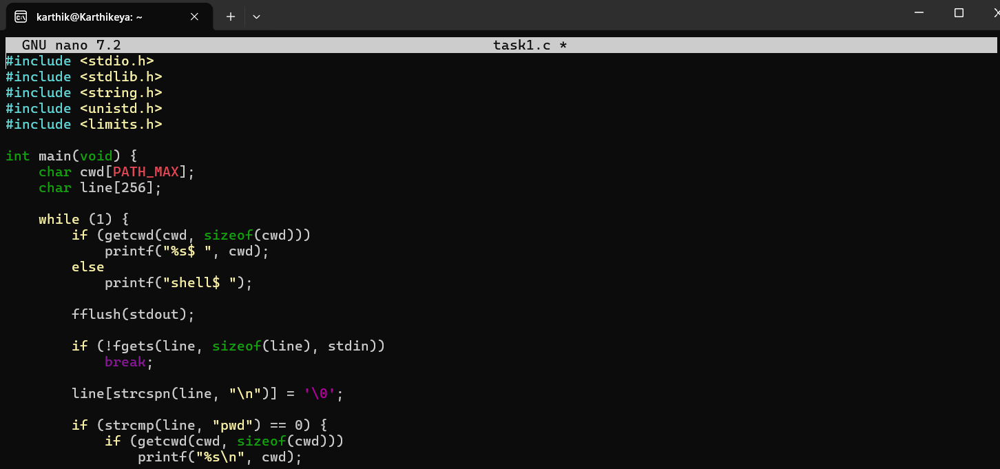 karthik@Karthikeya: ~
GNU nano 7.2 task1.c *
#include <stdio.h>
#include <stdlib.h>
#include <string.h>
#include <unistd.h>
#include <limits.h>

int main(void) {
    char cwd[PATH_MAX];
    char line[256];

    while (1) {
        if (getcwd(cwd, sizeof(cwd)))
            printf("%s$ ", cwd);
        else
            printf("shell$ ");

        fflush(stdout);

        if (!fgets(line, sizeof(line), stdin))
            break;

        line[strcspn(line, "\n")] = '\0';

        if (strcmp(line, "pwd") == 0) {
            if (getcwd(cwd, sizeof(cwd)))
                printf("%s\n", cwd);